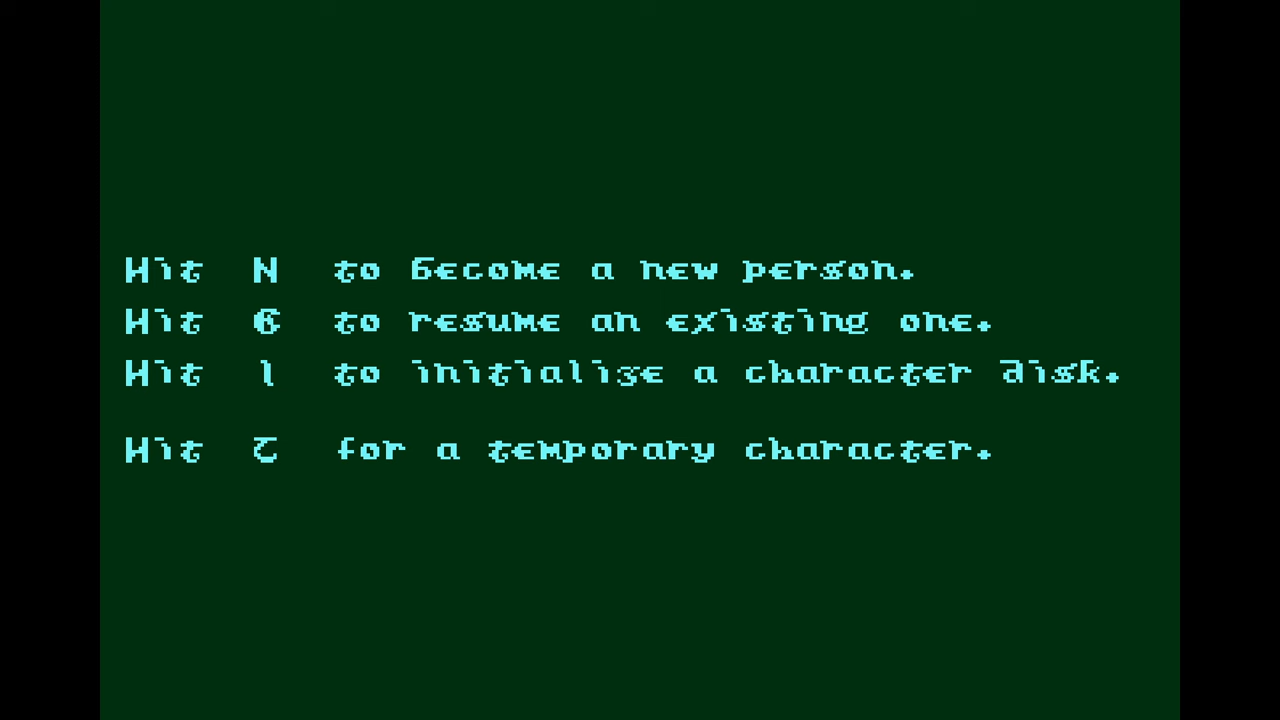 Hit N to become a new person.
Hit E to resume an existing one.
Hit I to initialize a character disk.
Hit T for a temporary character.